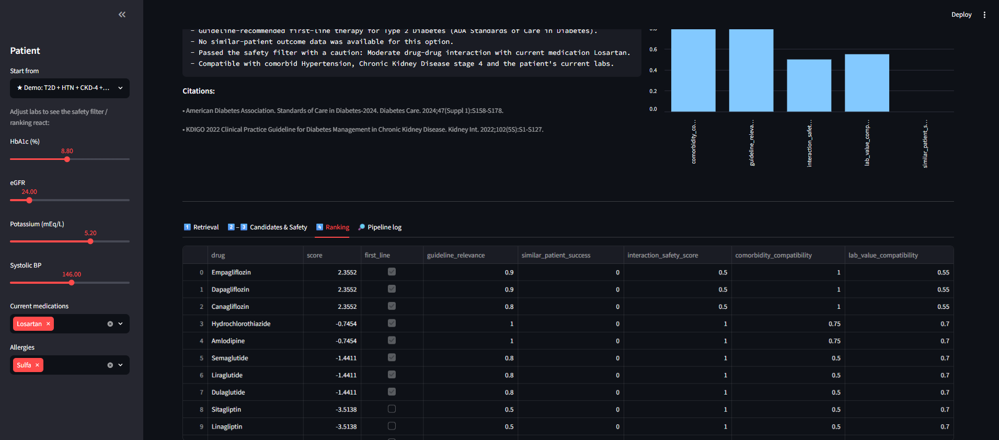 Deploy
Patient
Start from
★ Demo: T2D + HTN + CKD-4 +...
Adjust labs to see the safety filter /
ranking react:
HbA1c (%)
8.80
eGFR
24.00
Potassium (mEq/L)
5.20
Systolic BP
146.00
Current medications
Losartan ×
Allergies
Sulfa ×
- Guideline-recommended first-line therapy for Type 2 Diabetes (ADA Standards of Care in Diabetes).
- No similar-patient outcome data was available for this option.
- Passed the safety filter with a caution: Moderate drug-drug interaction with current medication Losartan.
- Compatible with comorbid Hypertension, Chronic Kidney Disease stage 4 and the patient's current labs.
Citations:
• American Diabetes Association. Standards of Care in Diabetes-2024. Diabetes Care. 2024;47(Suppl 1):S158-S178.
• KDIGO 2022 Clinical Practice Guideline for Diabetes Management in Chronic Kidney Disease. Kidney Int. 2022;102(5S):S1-S127.
0.8
0.6
0.4
0.2
0.0
comorbidity_co...
guideline_releva...
interaction_safet...
lab_value_comp...
similar_patient_s...
1 Retrieval 2 – 3 Candidates & Safety 4 Ranking Pipeline log
drug score first_line guideline_relevance similar_patient_success interaction_safety_score comorbidity_compatibility lab_value_compatibility
0 Empagliflozin 2.3552 0.9 0 0.5 1 0.55
1 Dapagliflozin 2.3552 0.9 0 0.5 1 0.55
2 Canagliflozin 2.3552 0.8 0 0.5 1 0.55
3 Hydrochlorothiazide -0.7454 1 0 1 0.75 0.7
4 Amlodipine -0.7454 1 0 1 0.75 0.7
5 Semaglutide -1.4411 0.8 0 1 0.5 0.7
6 Liraglutide -1.4411 0.8 0 1 0.5 0.7
7 Dulaglutide -1.4411 0.8 0 1 0.5 0.7
8 Sitagliptin -3.5138 0.5 0 1 0.5 0.7
9 Linagliptin -3.5138 0.5 0 1 0.5 0.7